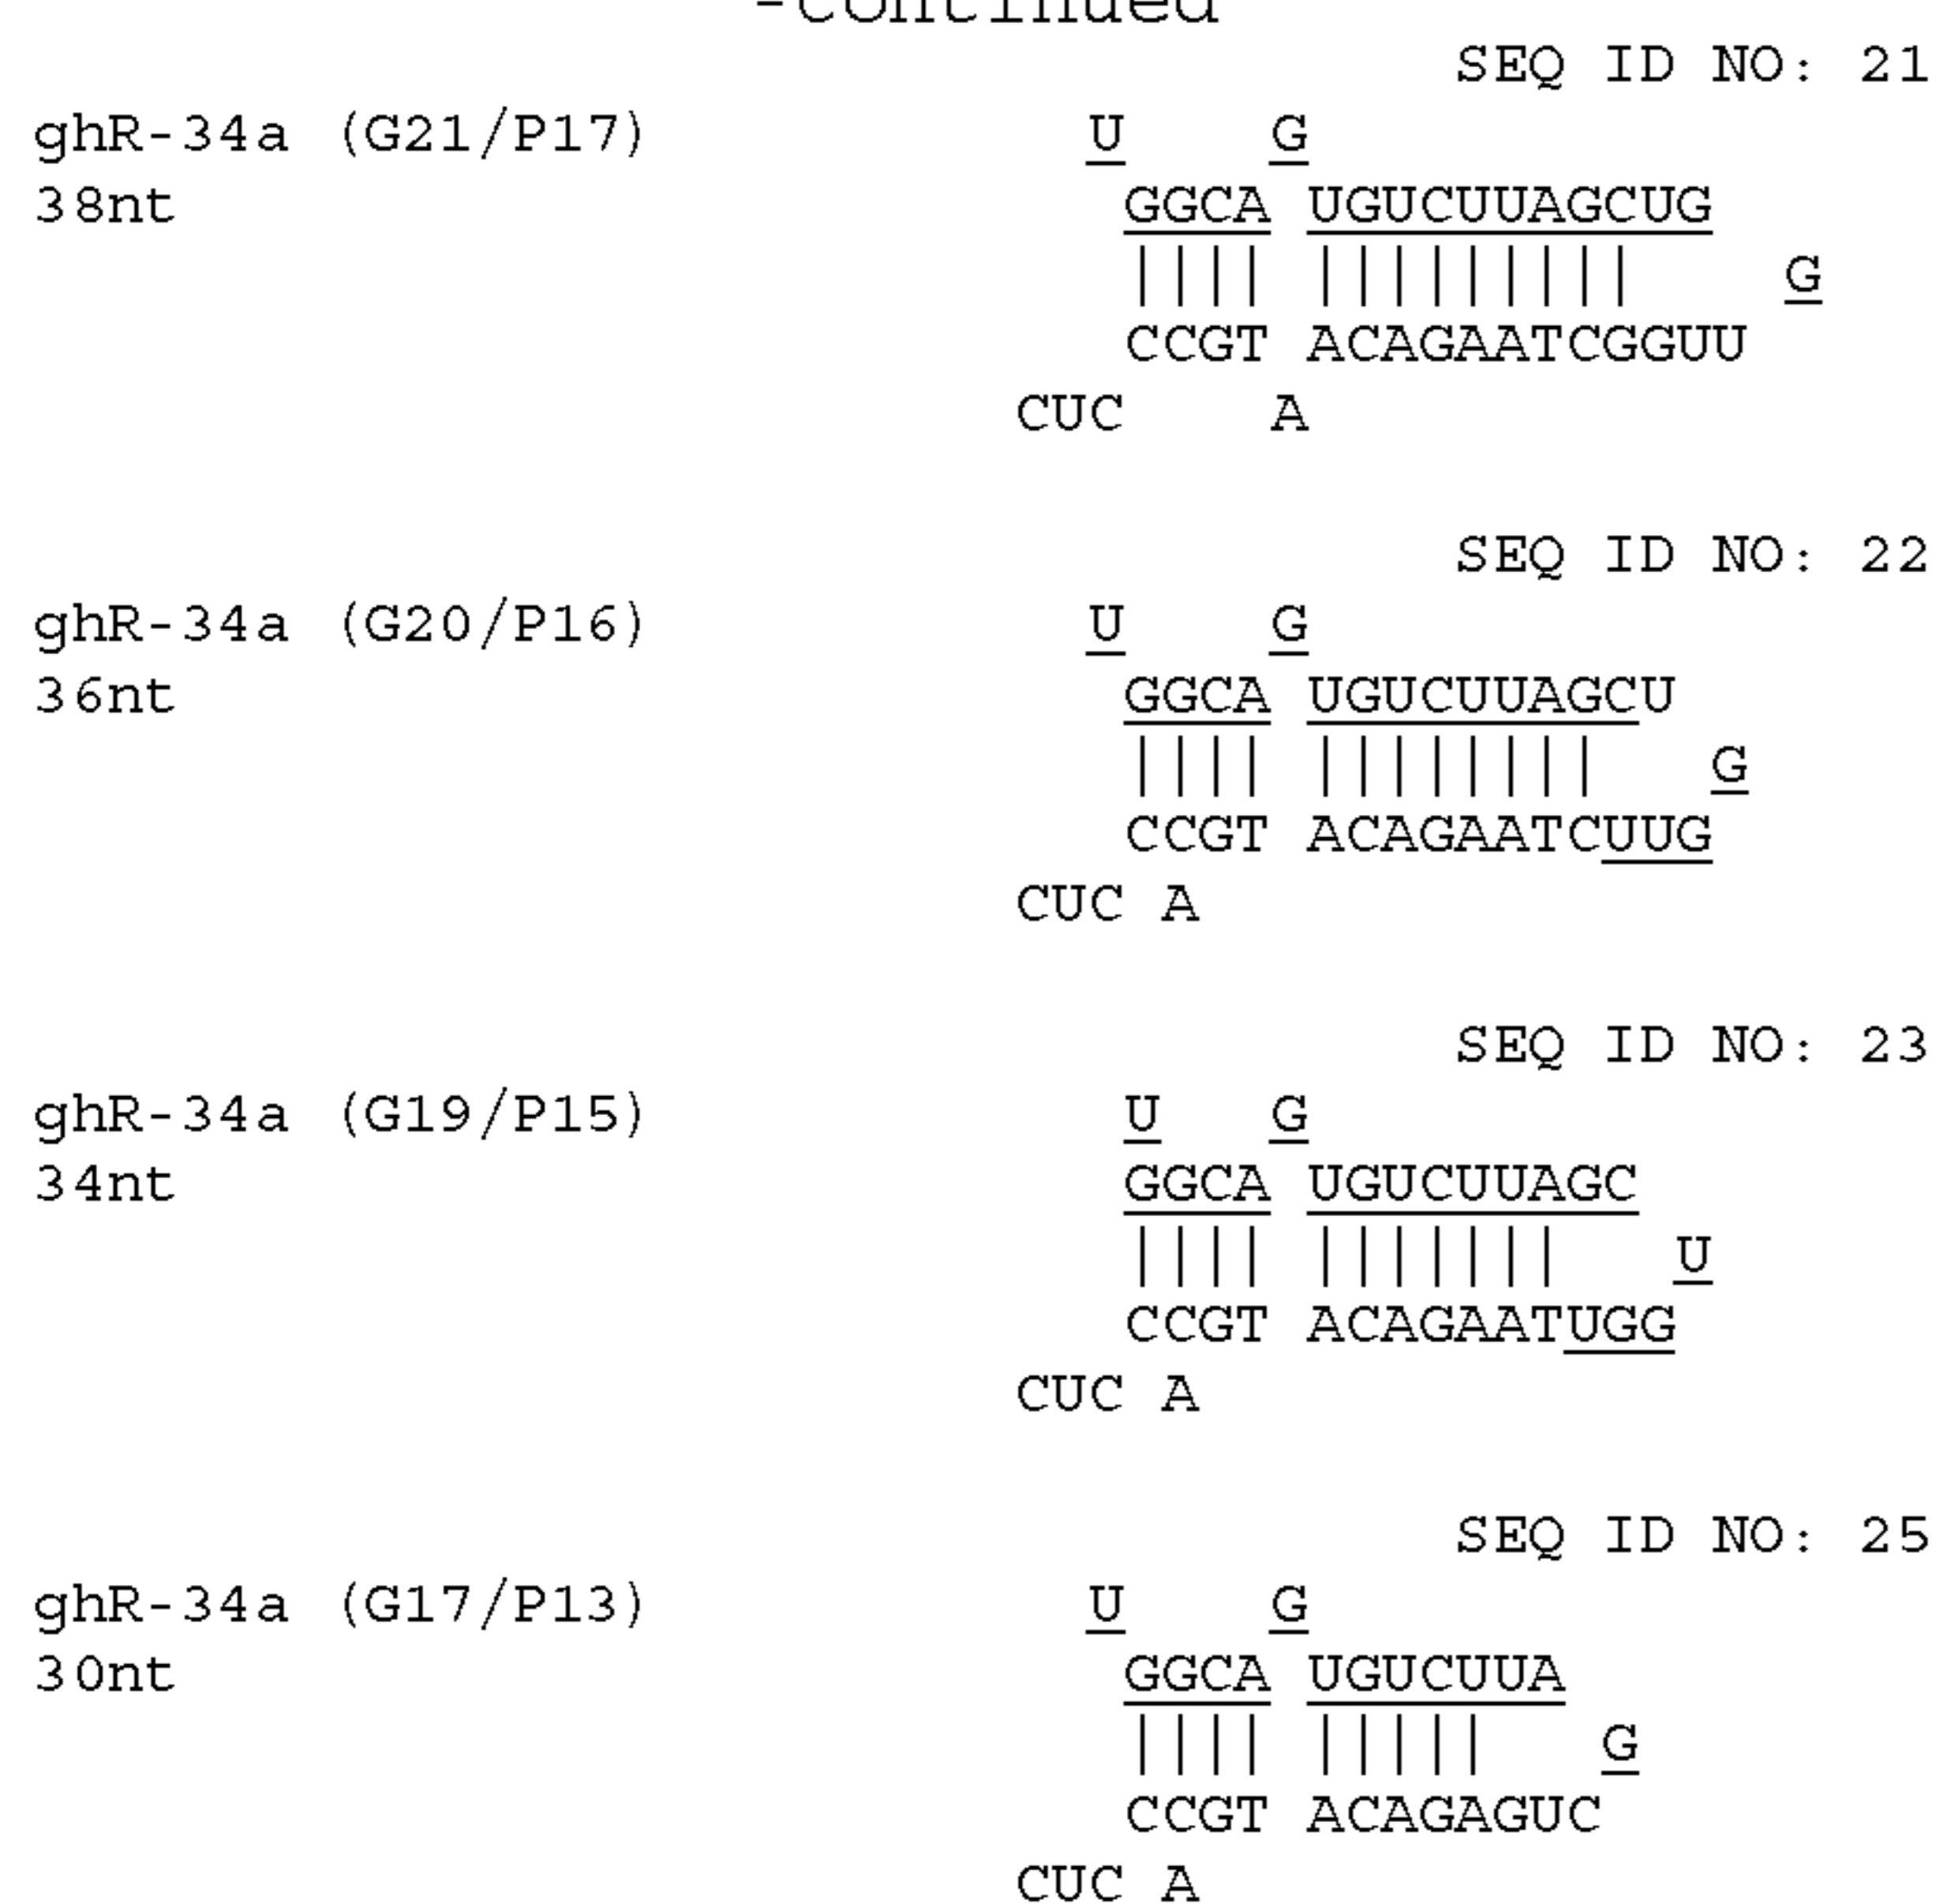 -continued
SEQ ID NO: 21
ghR-34a (G21/P17) U G
38nt GGCA UGUCUUAGCUG
|||| ||||||||| G
CCGT ACAGAATCGGUU
CUC A
SEQ ID NO: 22
ghR-34a (G20/P16) U G
36nt GGCA UGUCUUAGCU
|||| |||||||| G
CCGT ACAGAATCUUG
CUC A
SEQ ID NO: 23
ghR-34a (G19/P15) U G
34nt GGCA UGUCUUAGC
|||| ||||||| U
CCGT ACAGAATUGG
CUC A
SEQ ID NO: 25
ghR-34a (G17/P13) U G
30nt GGCA UGUCUUA
|||| ||||| G
CCGT ACAGAGUC
CUC A